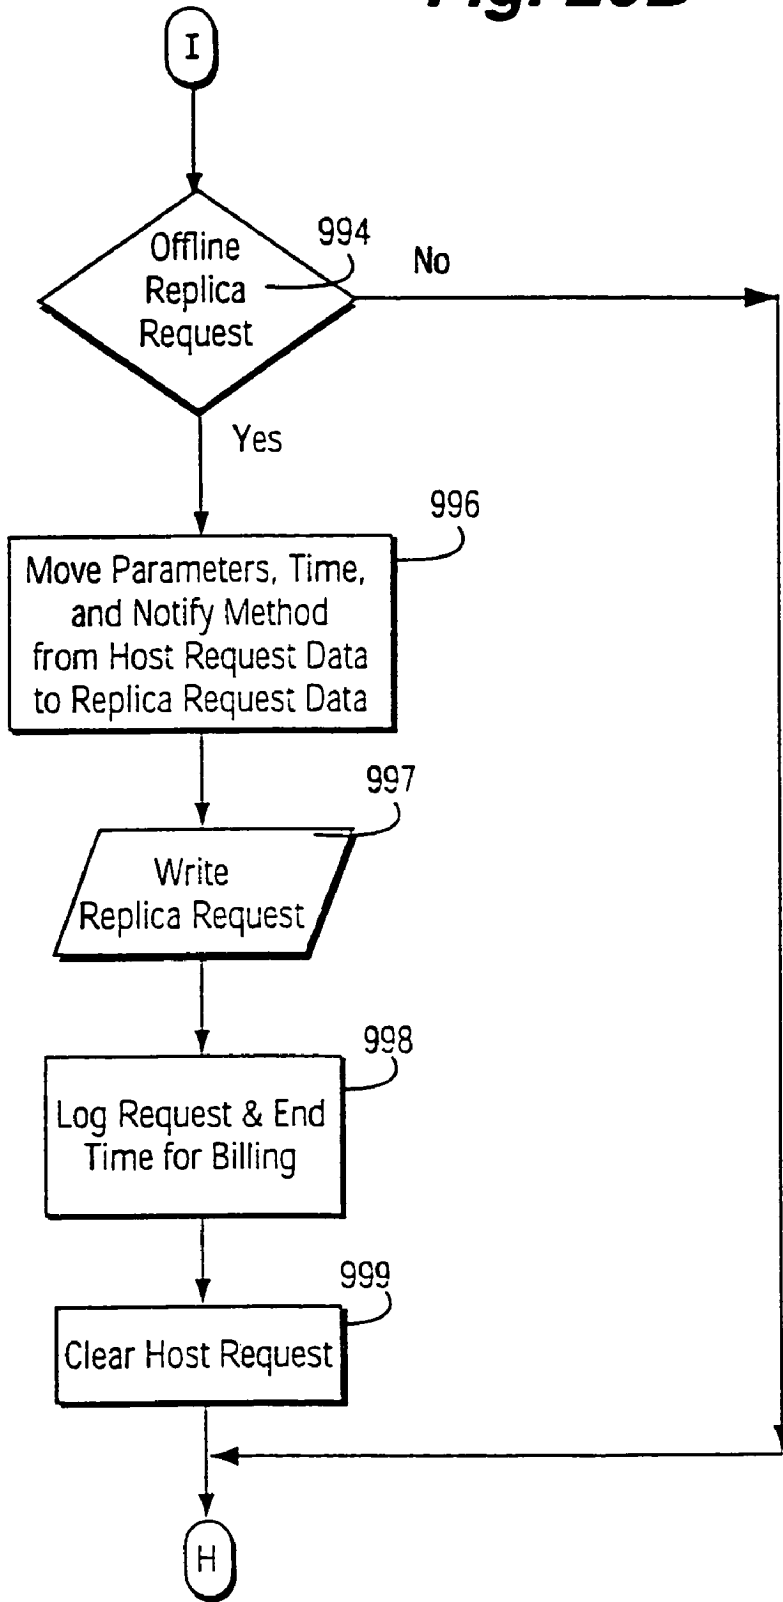 I
994
Offline
Replica
Request
No
Yes
996
Move Parameters, Time,
and Notify Method
from Host Request Data
to Replica Request Data
997
Write
Replica Request
998
Log Request & End
Time for Billing
999
Clear Host Request
H